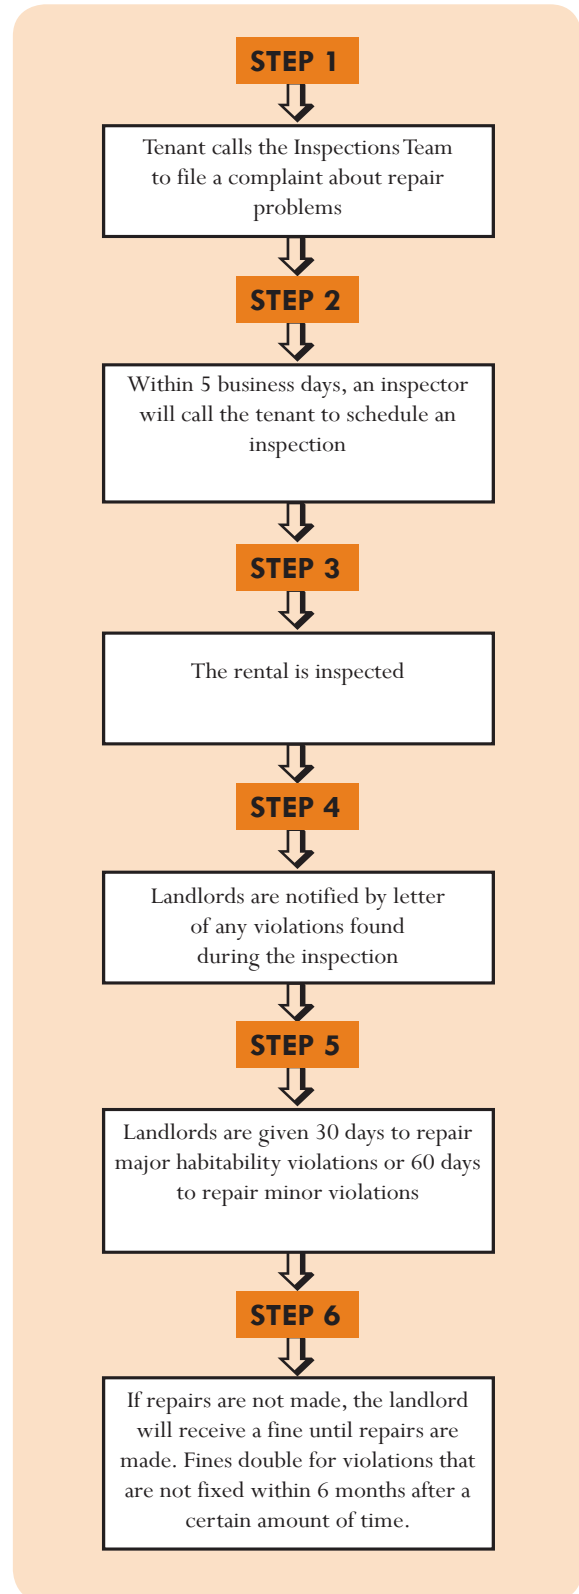 STEP 1
Tenant calls the Inspections Team
to file a complaint about repair
problems
STEP 2
Within 5 business days, an inspector
will call the tenant to schedule an
inspection
STEP 3
The rental is inspected
STEP 4
Landlords are notified by letter
of any violations found
during the inspection
STEP 5
Landlords are given 30 days to repair
major habitability violations or 60 days
to repair minor violations
STEP 6
If repairs are not made, the landlord
will receive a fine until repairs are
made. Fines double for violations that
are not fixed within 6 months after a
certain amount of time.